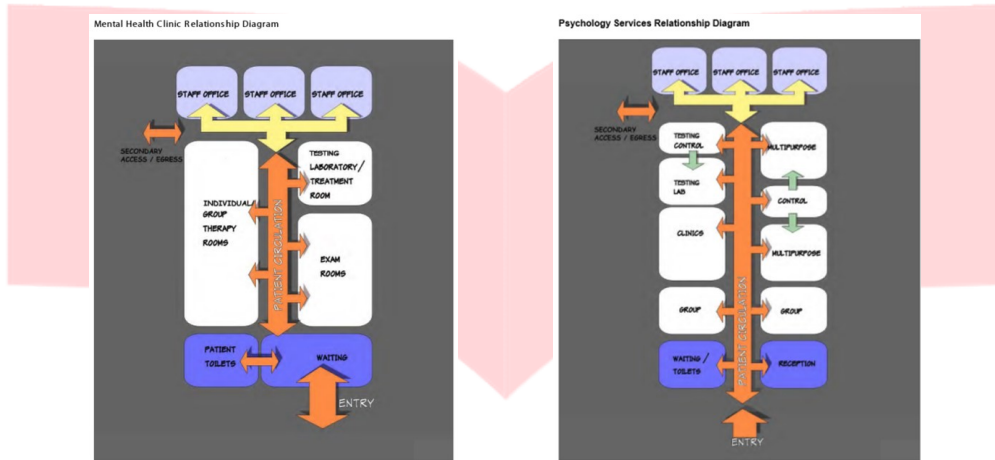 Mental Health Clinic Relationship Diagram
STAFF OFFICE
STAFF OFFICE
STAFF OFFICE
SECONDARY
ACCESS / EGRESS
TESTING
LABORATORY/
TREATMENT
ROOM
INDIVIDUAL/
GROUP
THERAPY
ROOMS
PATIENT CIRCULATION
EXAM
ROOMS
PATIENT
TOILETS
WAITING
ENTRY
Psychology Services Relationship Diagram
STAFF OFFICE
STAFF OFFICE
STAFF OFFICE
SECONDARY
ACCESS / EGRESS
TESTING
CONTROL
MULTIPURPOSE
TESTING
LAB
CONTROL
CLINICS
MULTIPURPOSE
PATIENT CIRCULATION
GROUP
GROUP
WAITING /
TOILETS
RECEPTION
ENTRY